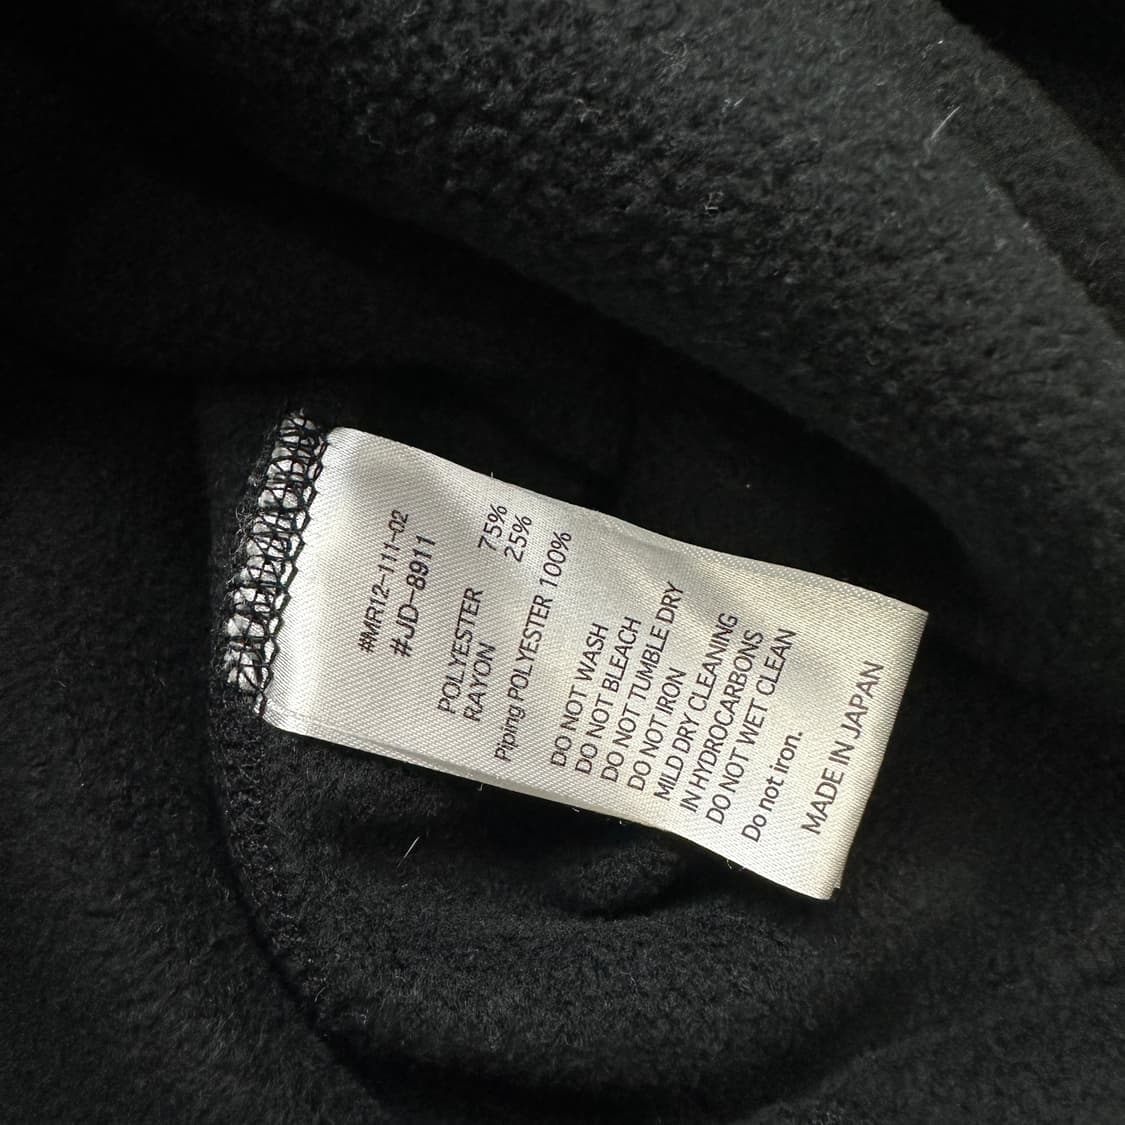 #MR12-111-02
#JD-8911
POLYESTER 75%
RAYON 25%
Piping POLYESTER 100%
DO NOT WASH
DO NOT BLEACH
DO NOT TUMBLE DRY
DO NOT IRON
MILD DRY CLEANING
IN HYDROCARBONS
DO NOT WET CLEAN
Do not iron.
MADE IN JAPAN